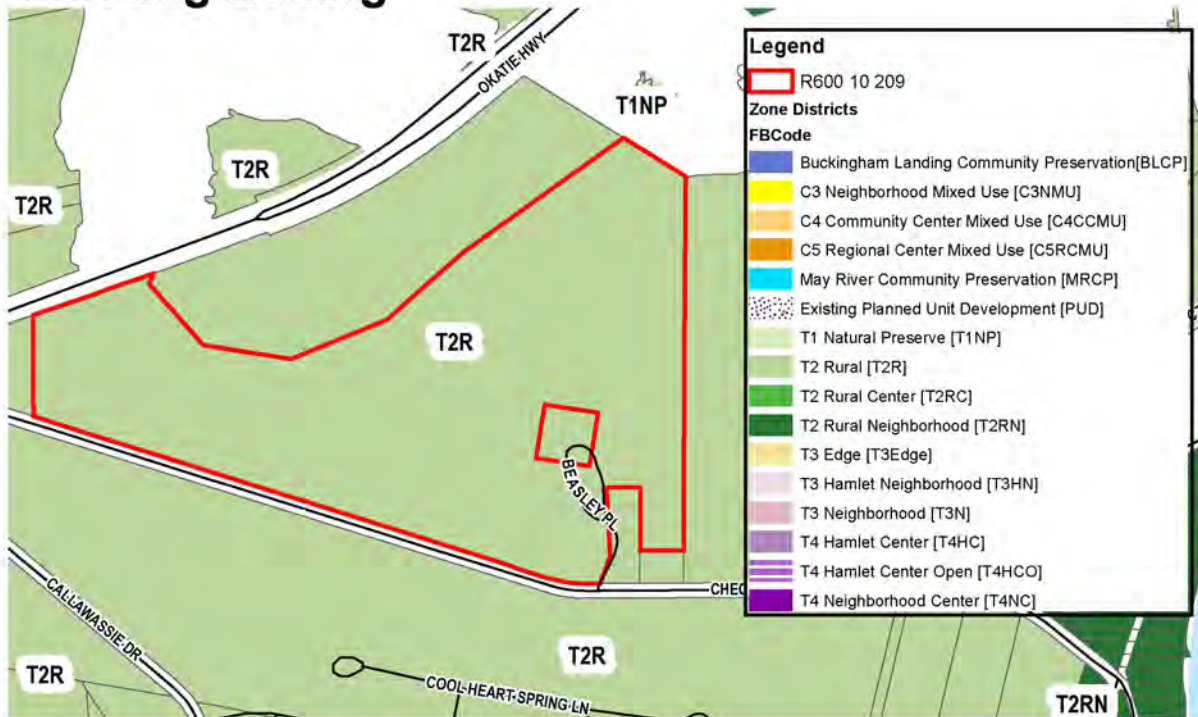 T2R
OKATIE HWY
T1NP
T2R
T2R
T2R
BEASLEY PL
CHEC
CALLAWASSIE DR
T2R
T2R
COOL HEART SPRING LN
T2RN
Legend
R600 10 209
Zone Districts
FBCode
Buckingham Landing Community Preservation[BLCP]
C3 Neighborhood Mixed Use [C3NMU]
C4 Community Center Mixed Use [C4CCMU]
C5 Regional Center Mixed Use [C5RCMU]
May River Community Preservation [MRCP]
Existing Planned Unit Development [PUD]
T1 Natural Preserve [T1NP]
T2 Rural [T2R]
T2 Rural Center [T2RC]
T2 Rural Neighborhood [T2RN]
T3 Edge [T3Edge]
T3 Hamlet Neighborhood [T3HN]
T3 Neighborhood [T3N]
T4 Hamlet Center [T4HC]
T4 Hamlet Center Open [T4HCO]
T4 Neighborhood Center [T4NC]